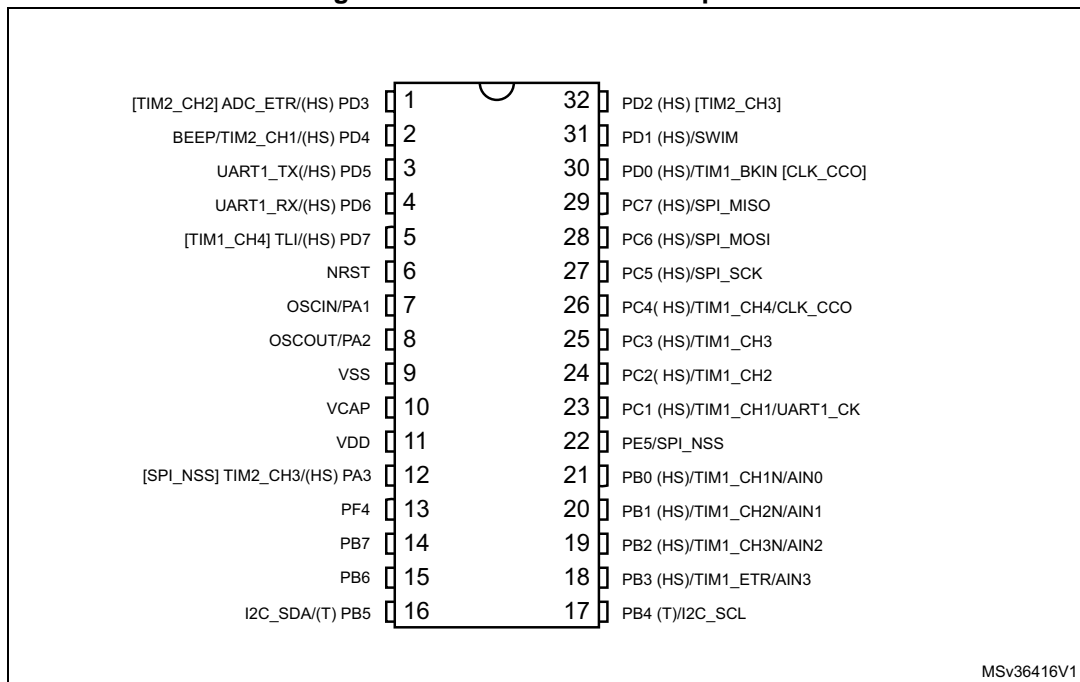 [TIM2_CH2] ADC_ETR/(HS) PD3 1 32 PD2 (HS) [TIM2_CH3]
BEEP/TIM2_CH1/(HS) PD4 2 31 PD1 (HS)/SWIM
UART1_TX(/HS) PD5 3 30 PD0 (HS)/TIM1_BKIN [CLK_CCO]
UART1_RX/(HS) PD6 4 29 PC7 (HS)/SPI_MISO
[TIM1_CH4] TLI/(HS) PD7 5 28 PC6 (HS)/SPI_MOSI
NRST 6 27 PC5 (HS)/SPI_SCK
OSCIN/PA1 7 26 PC4( HS)/TIM1_CH4/CLK_CCO
OSCOUT/PA2 8 25 PC3 (HS)/TIM1_CH3
VSS 9 24 PC2( HS)/TIM1_CH2
VCAP 10 23 PC1 (HS)/TIM1_CH1/UART1_CK
VDD 11 22 PE5/SPI_NSS
[SPI_NSS] TIM2_CH3/(HS) PA3 12 21 PB0 (HS)/TIM1_CH1N/AIN0
PF4 13 20 PB1 (HS)/TIM1_CH2N/AIN1
PB7 14 19 PB2 (HS)/TIM1_CH3N/AIN2
PB6 15 18 PB3 (HS)/TIM1_ETR/AIN3
I2C_SDA/(T) PB5 16 17 PB4 (T)/I2C_SCL
MSv36416V1